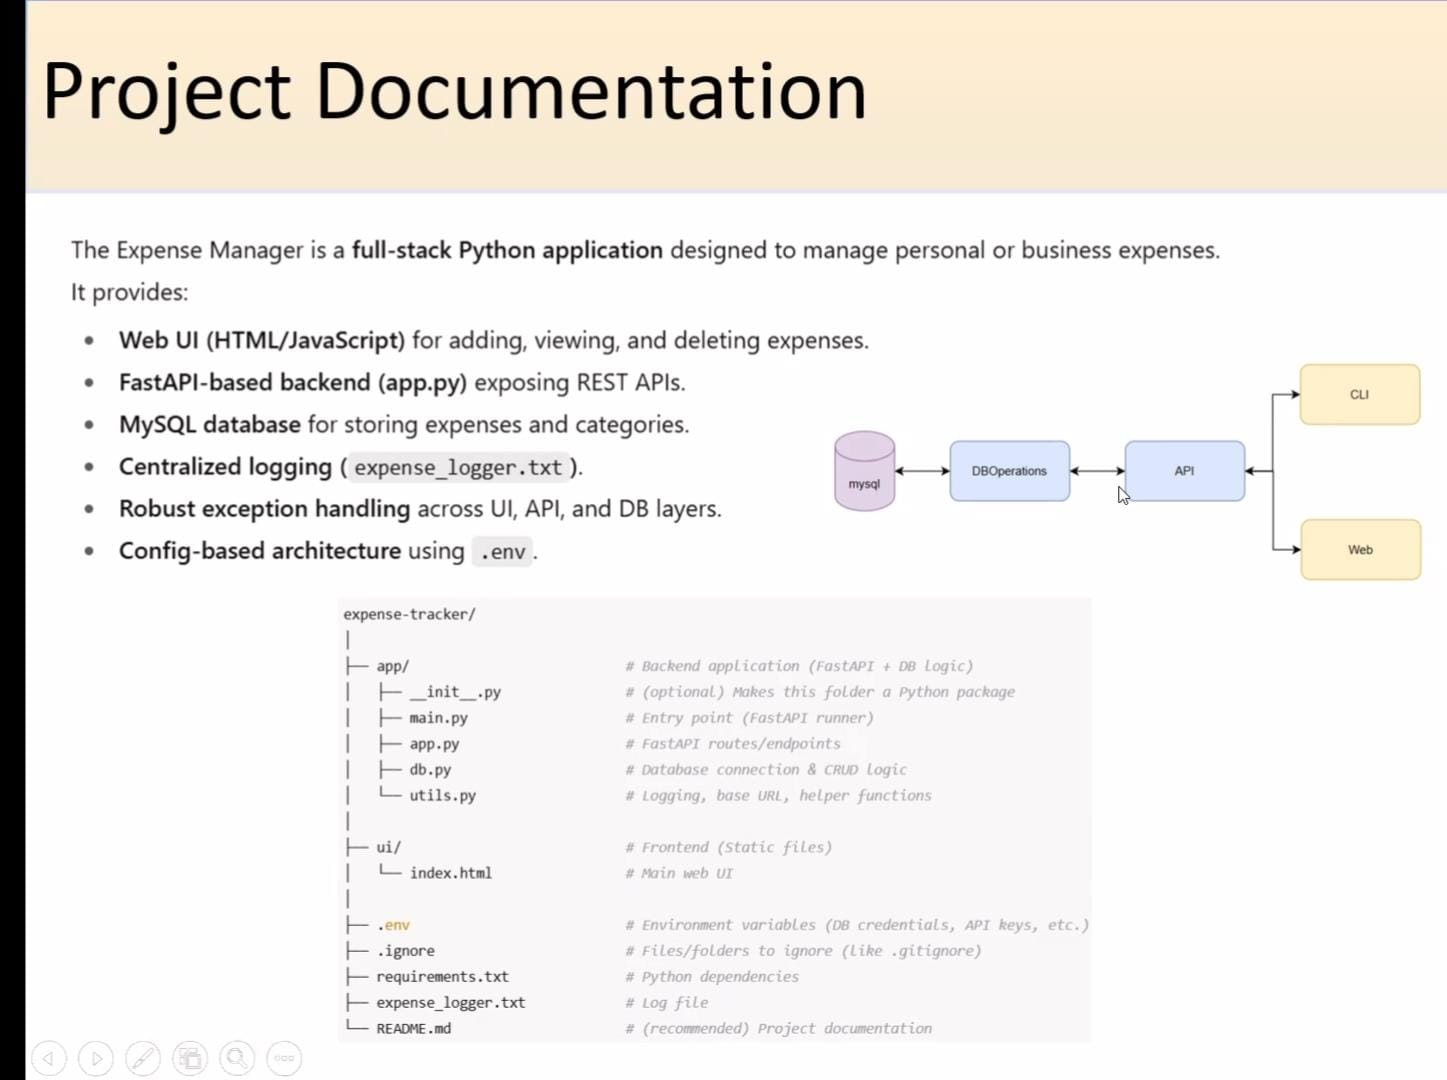 Project Documentation
The Expense Manager is a full-stack Python application designed to manage personal or business expenses.
It provides:
• Web UI (HTML/JavaScript) for adding, viewing, and deleting expenses.
• FastAPI-based backend (app.py) exposing REST APIs.
• MySQL database for storing expenses and categories.
• Centralized logging ( expense_logger.txt ).
• Robust exception handling across UI, API, and DB layers.
• Config-based architecture using .env .
mysql
DBOperations
API
CLI
Web
expense-tracker/
│
├── app/ # Backend application (FastAPI + DB logic)
│ ├── __init__.py # (optional) Makes this folder a Python package
│ ├── main.py # Entry point (FastAPI runner)
│ ├── app.py # FastAPI routes/endpoints
│ ├── db.py # Database connection & CRUD logic
│ └── utils.py # Logging, base URL, helper functions
│
├── ui/ # Frontend (Static files)
│ └── index.html # Main web UI
│
├── .env # Environment variables (DB credentials, API keys, etc.)
├── .ignore # Files/folders to ignore (like .gitignore)
├── requirements.txt # Python dependencies
├── expense_logger.txt # Log file
└── README.md # (recommended) Project documentation